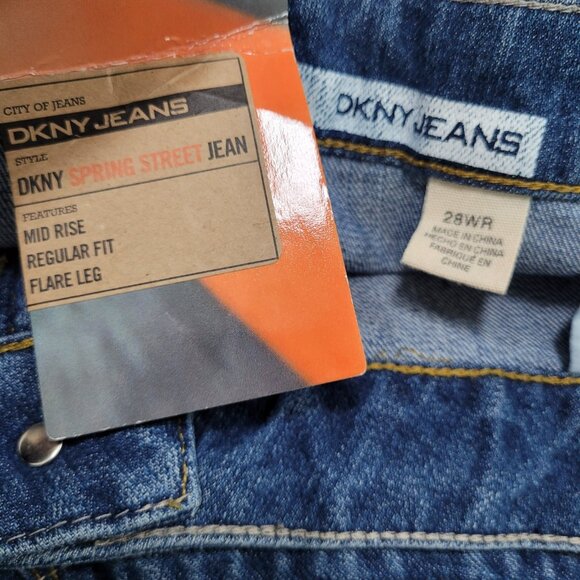 CITY OF JEANS
DKNY JEANS
STYLE
DKNY SPRING STREET JEAN
FEATURES
MID RISE
REGULAR FIT
FLARE LEG
DKNY JEANS
28WR
MADE IN CHINA
HECHO EN CHINA
FABRIQUÉ EN
CHINE